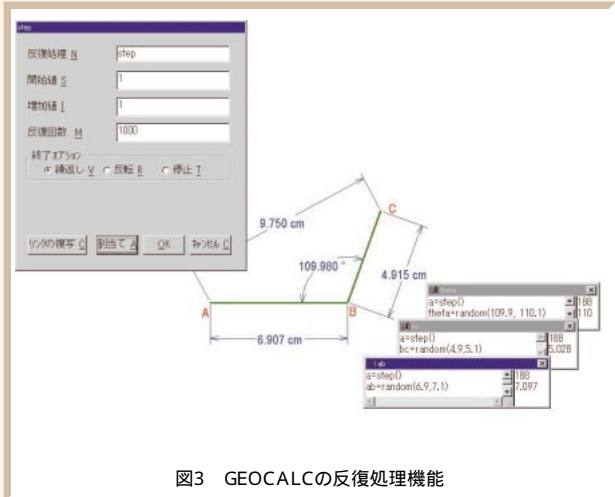 step
反復処理 N step
開始値 S 1
増加値 I 1
反復回数 M 1000
終了オプション
繰返し V 反転 R 停止 T
リンクの複写 C 割当て A OK キャンセル C
9.750 cm
C
109.980 °
4.915 cm
A
B
6.907 cm
theta
a=step() 188
theta=random(109.9, 110.1) 110
a=step() 188
bc=random(4.9,5.1) 5.028
ab
a=step() 188
ab=random(6.9,7.1) 7.097
図3 GEOCALCの反復処理機能